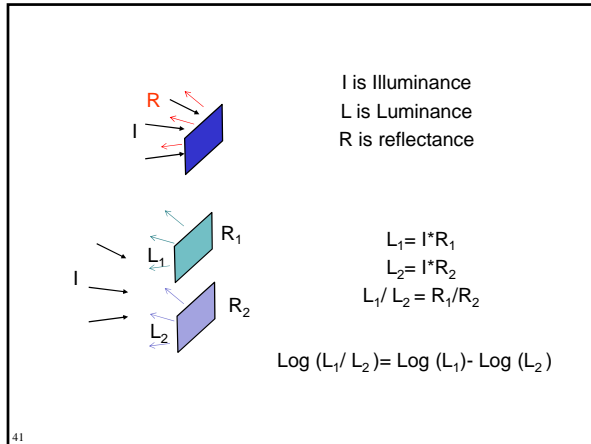 I is Illuminance
L is Luminance
R is reflectance
R
I
R₁
L₁
I
R₂
L₂
L₁= I*R₁
L₂= I*R₂
L₁/ L₂ = R₁/R₂
Log (L₁/ L₂)= Log (L₁)- Log (L₂)
41